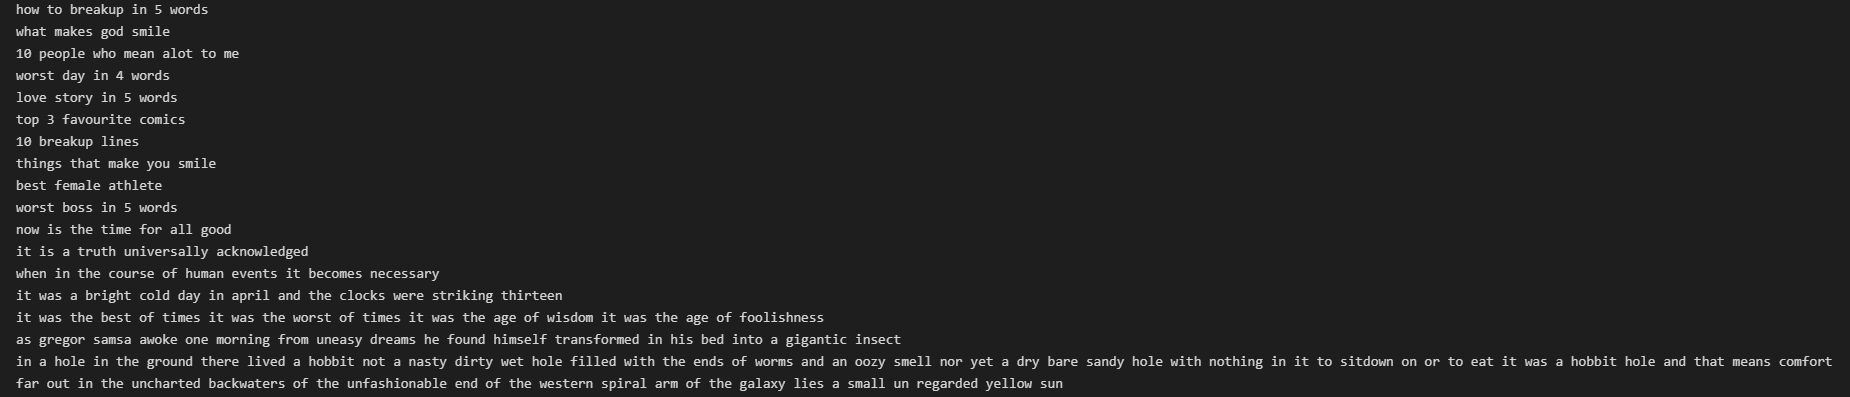 how to breakup in 5 words
what makes god smile
10 people who mean alot to me
worst day in 4 words
love story in 5 words
top 3 favourite comics
10 breakup lines
things that make you smile
best female athlete
worst boss in 5 words
now is the time for all good
it is a truth universally acknowledged
when in the course of human events it becomes necessary
it was a bright cold day in april and the clocks were striking thirteen
it was the best of times it was the worst of times it was the age of wisdom it was the age of foolishness
as gregor samsa awoke one morning from uneasy dreams he found himself transformed in his bed into a gigantic insect
in a hole in the ground there lived a hobbit not a nasty dirty wet hole filled with the ends of worms and an oozy smell nor yet a dry bare sandy hole with nothing in it to sitdown on or to eat it was a hobbit hole and that means comfort
far out in the uncharted backwaters of the unfashionable end of the western spiral arm of the galaxy lies a small un regarded yellow sun